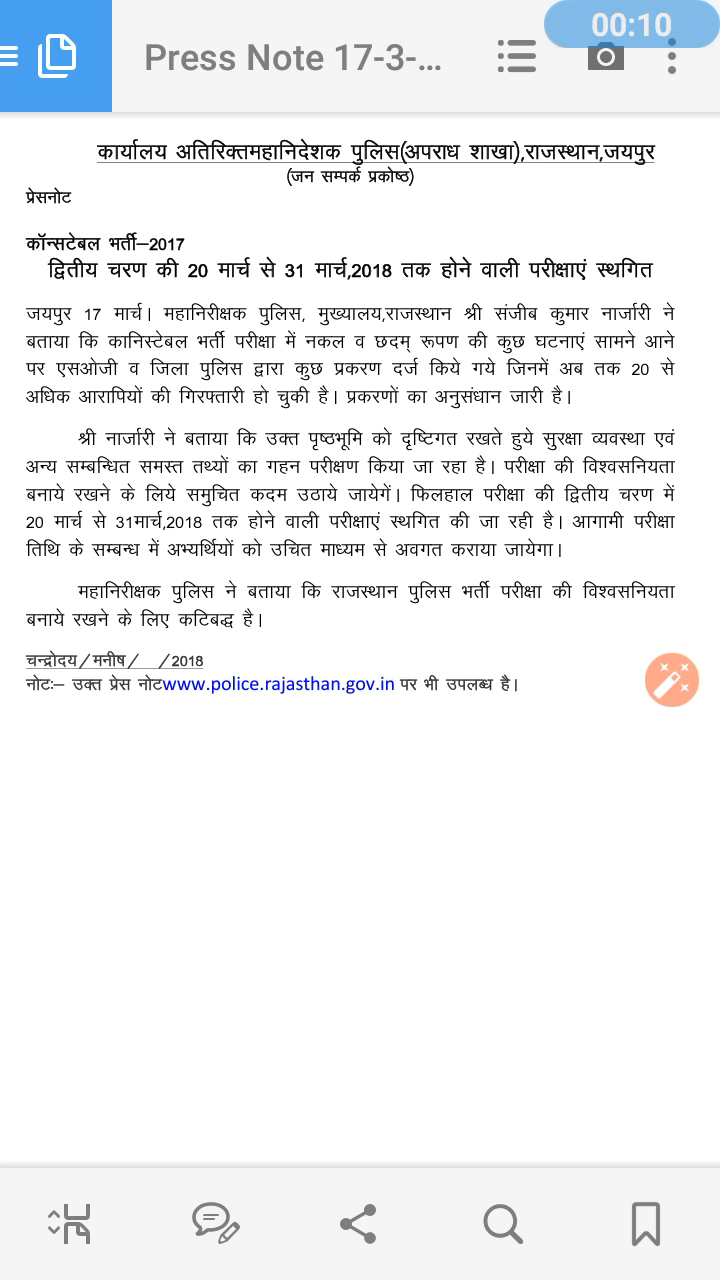 00:10
Press Note 17-3-...
कार्यालय अतिरिक्तमहानिदेशक पुलिस(अपराध शाखा),राजस्थान,जयपुर
(जन सम्पर्क प्रकोष्ठ)
प्रेसनोट
कॉन्सटेबल भर्ती–2017
द्वितीय चरण की 20 मार्च से 31 मार्च,2018 तक होने वाली परीक्षाएं स्थगित
जयपुर 17 मार्च। महानिरीक्षक पुलिस, मुख्यालय,राजस्थान श्री संजीब कुमार नार्जारी ने
बताया कि कानिस्टेबल भर्ती परीक्षा में नकल व छदम् रूपण की कुछ घटनाएं सामने आने
पर एसओजी व जिला पुलिस द्वारा कुछ प्रकरण दर्ज किये गये जिनमें अब तक 20 से
अधिक आरापियों की गिरफ्तारी हो चुकी है। प्रकरणों का अनुसंधान जारी है।
श्री नार्जारी ने बताया कि उक्त पृष्ठभूमि को दृष्टिगत रखते हुये सुरक्षा व्यवस्था एवं
अन्य सम्बन्धित समस्त तथ्यों का गहन परीक्षण किया जा रहा है। परीक्षा की विश्वसनियता
बनाये रखने के लिये समुचित कदम उठाये जायेगें। फिलहाल परीक्षा की द्वितीय चरण में
20 मार्च से 31मार्च,2018 तक होने वाली परीक्षाएं स्थगित की जा रही है। आगामी परीक्षा
तिथि के सम्बन्ध में अभ्यर्थियों को उचित माध्यम से अवगत कराया जायेगा।
महानिरीक्षक पुलिस ने बताया कि राजस्थान पुलिस भर्ती परीक्षा की विश्वसनियता
बनाये रखने के लिए कटिबद्ध है।
चन्द्रोदय/मनीष/ /2018
नोटः– उक्त प्रेस नोटwww.police.rajasthan.gov.in पर भी उपलब्ध है।